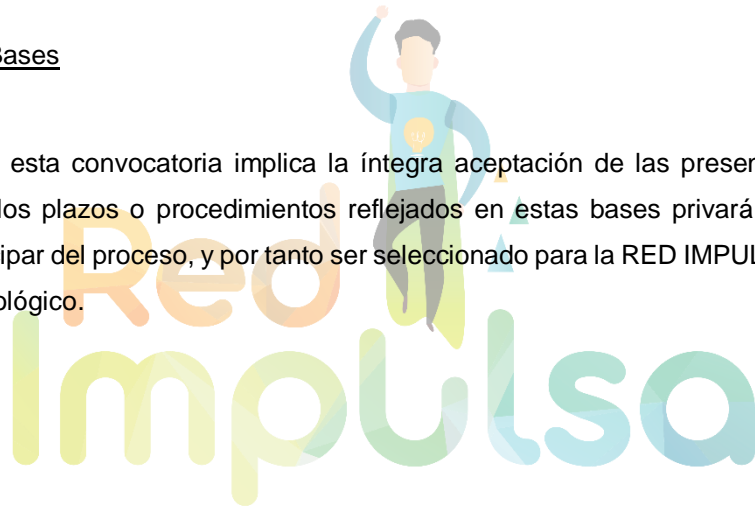 Bases
esta convocatoria implica la íntegra aceptación de las presen
los plazos o procedimientos reflejados en estas bases privará
ipar del proceso, y por tanto ser seleccionado para la RED IMPUL
ológico.
Red
Impulsa